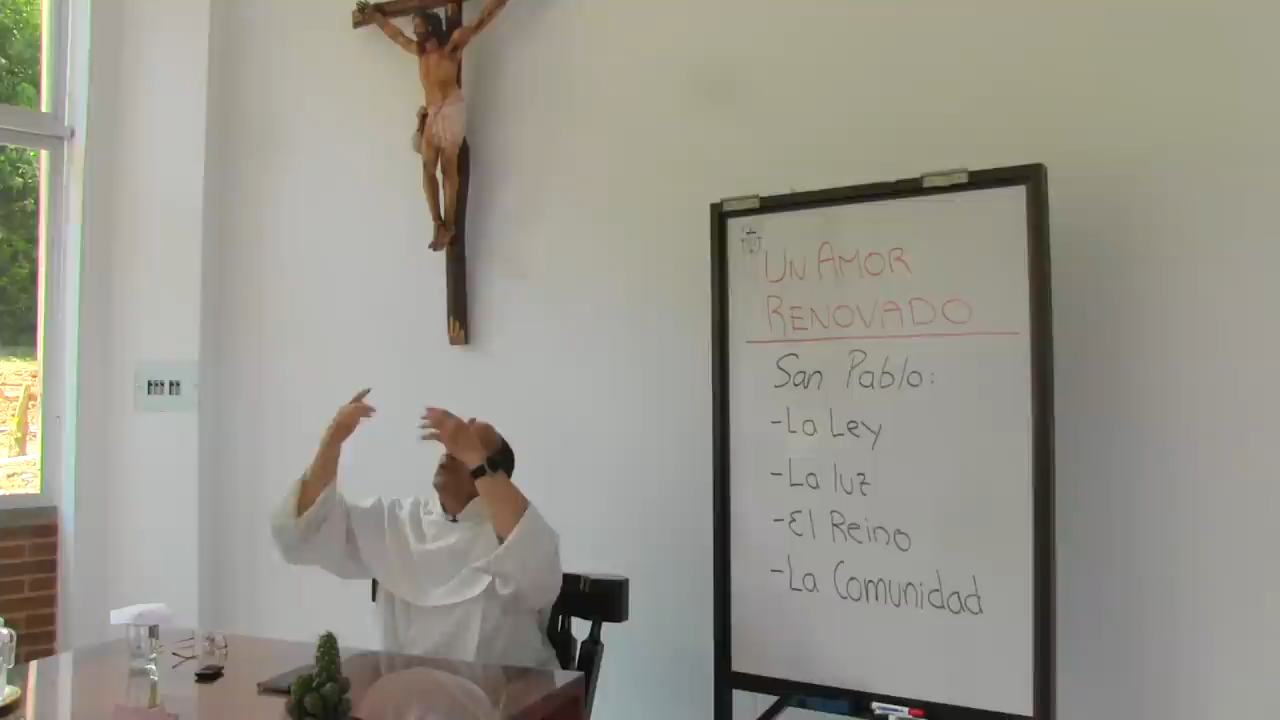 UN AMOR
RENOVADO
San Pablo:
-La Ley
-La luz
-El Reino
-La Comunidad